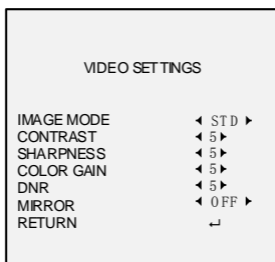 VIDEO SETTINGS
IMAGE MODE ◄ STD ►
CONTRAST ◄ 5 ►
SHARPNESS ◄ 5 ►
COLOR GAIN ◄ 5 ►
DNR ◄ 5 ►
MIRROR ◄ OFF ►
RETURN ↵